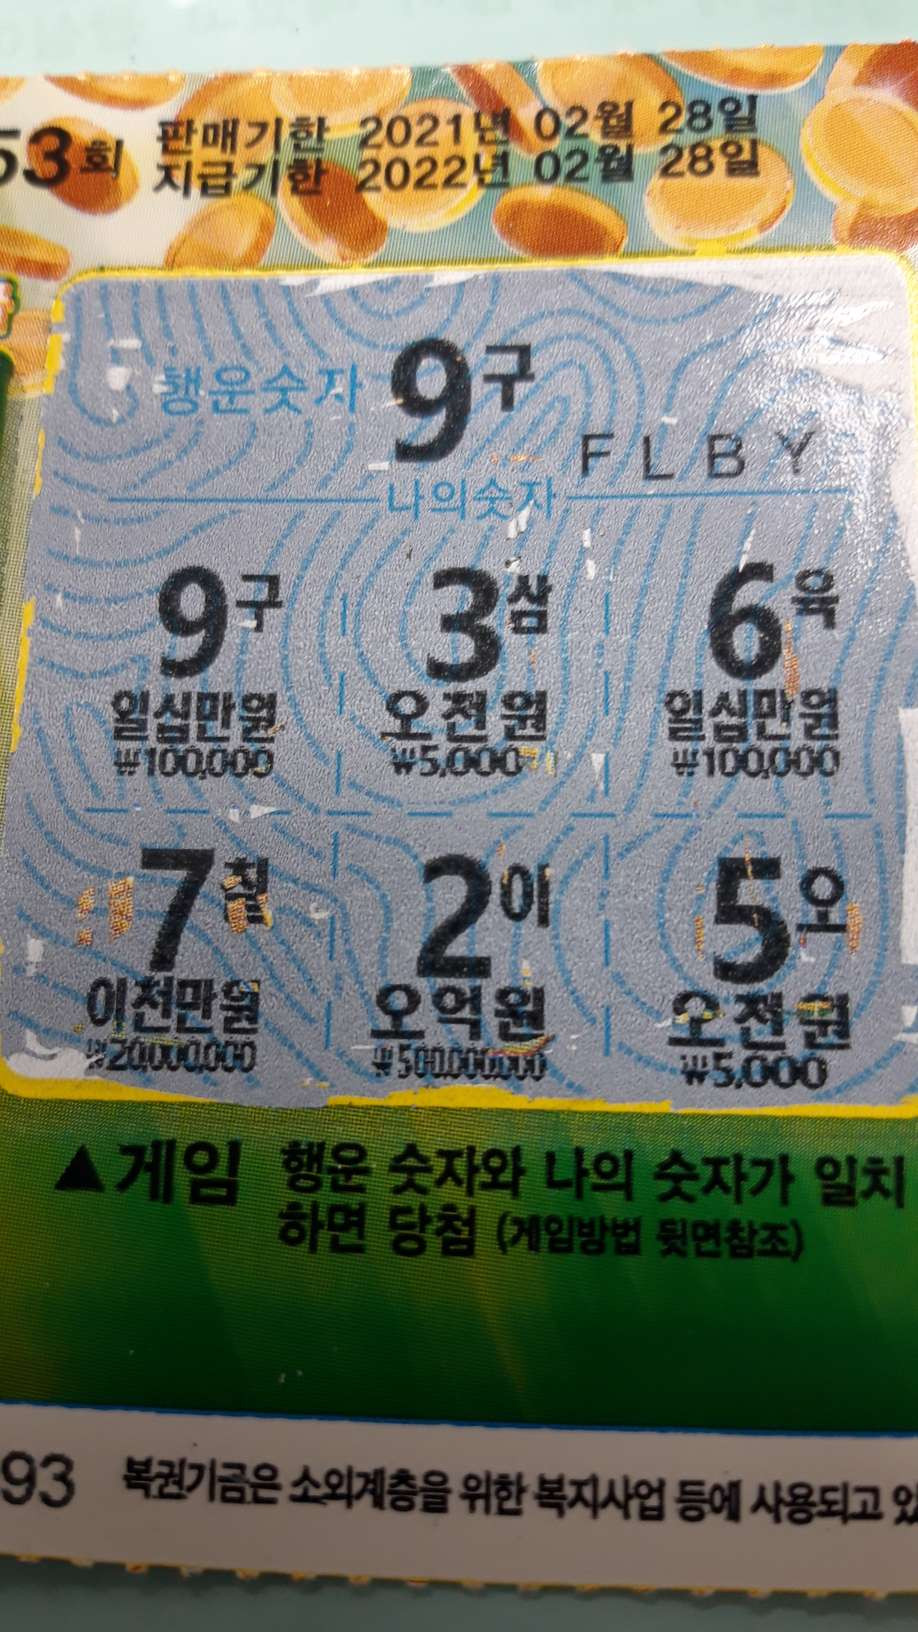 53회 판매기한 2021년 02월 28일
지급기한 2022년 02월 28일
행운숫자 9 구
FLBY
나의숫자
9 구 3 삼 6 육
일십만원 오천원 일십만원
₩100,000 ₩5,000 ₩100,000
7 칠 2 이 5 오
이천만원 오억원 오천원
₩20,000,000 ₩500,000,000 ₩5,000
▲게임 행운 숫자와 나의 숫자가 일치
하면 당첨 (게임방법 뒷면참조)
93 복권기금은 소외계층을 위한 복지사업 등에 사용되고 있